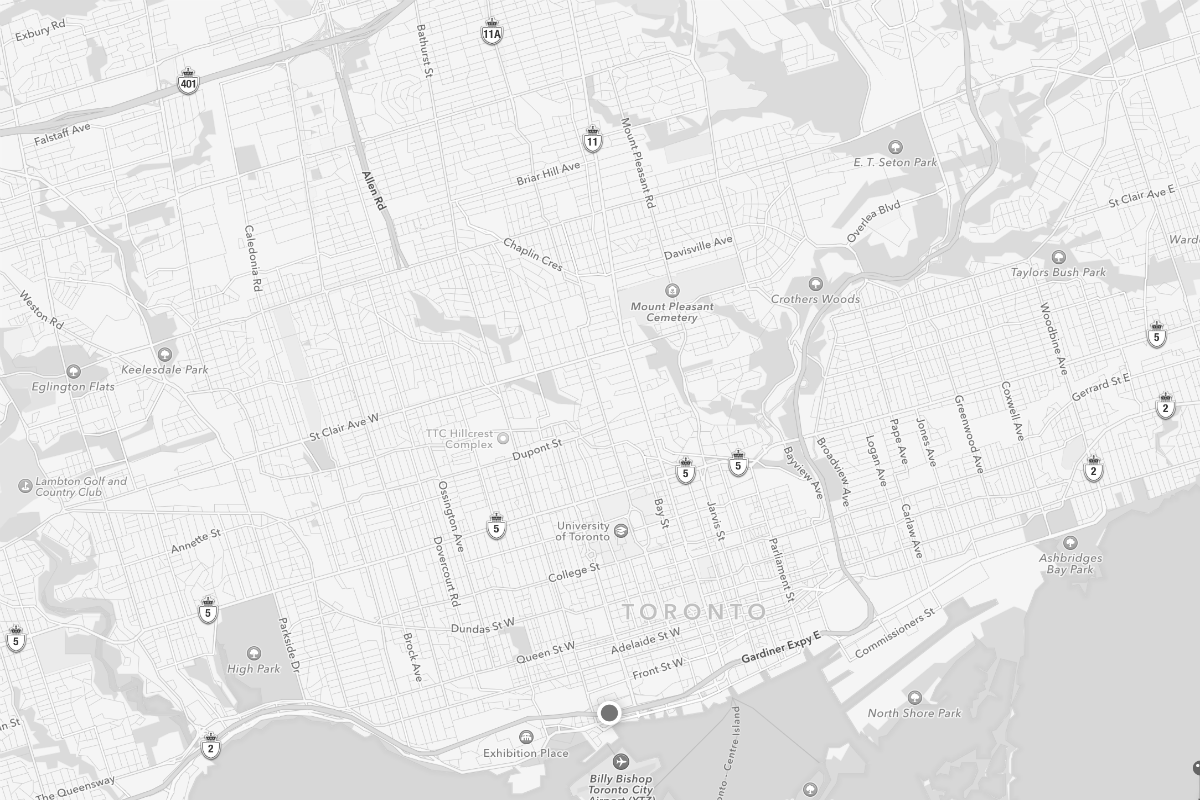 Exbury Rd
11A
Bathurst St
401
Falstaff Ave
11
Mount Pleasant Rd
Briar Hill Ave
E. T. Seton Park
Allen Rd
St Clair Ave E
Overlea Blvd
Caledonia Rd
Chaplin Cres
Davisville Ave
Taylors Bush Park
Crothers Woods
Mount Pleasant
Cemetery
Weston Rd
Woodbine Ave
5
Keelesdale Park
Eglington Flats
Gerrard St E
2
Coxwell Ave
Greenwood Ave
St Clair Ave W
TTC Hillcrest
Complex
Dupont St
Jones Ave
Pape Ave
Logan Ave
Broadview Ave
Bayview Ave
5
5
2
Lambton Golf and
Country Club
Ossington Ave
5
University
of Toronto
Bay St
Jarvis St
Carlaw Ave
Annette St
Dovercourt Rd
College St
Parliament St
Ashbridges
Bay Park
5
5
TORONTO
Dundas St W
Parkside Dr
Brock Ave
Queen St W
Adelaide St W
Gardiner Expy E
Commissioners St
High Park
Front St W
North Shore Park
2
Exhibition Place
Centre Island
The Queensway
Billy Bishop
Toronto City
Airport (YTZ)